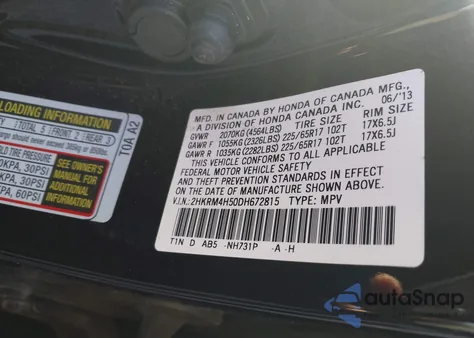 LOADING INFORMATION
TOTAL 5 FRONT 2 REAR 3
TOA A2
TIRE PRESSURE
KPA, 30PSI
KPA, 30PSI
KPA, 60PSI
SEE OWNER'S
MANUAL FOR
ADDITIONAL
INFORMATION
MFD. IN CANADA BY HONDA OF CANADA MFG.,
- A DIVISION OF HONDA CANADA INC. 06/'13
TIRE SIZE RIM SIZE
GVWR 2070KG (4564LBS)
GAWR F 1055KG (2326LBS) 225/65R17 102T 17X6.5J
GAWR R 1035KG (2282LBS) 225/65R17 102T 17X6.5J
THIS VEHICLE CONFORMS TO ALL APPLICABLE
FEDERAL MOTOR VEHICLE SAFETY
AND THEFT PREVENTION STANDARDS IN EFFECT
ON THE DATE OF MANUFACTURE SHOWN ABOVE.
V.I.N.: 2HKRM4H50DH672815 TYPE: MPV
T1N D AB5 -NH731P -A -H
autoSnap